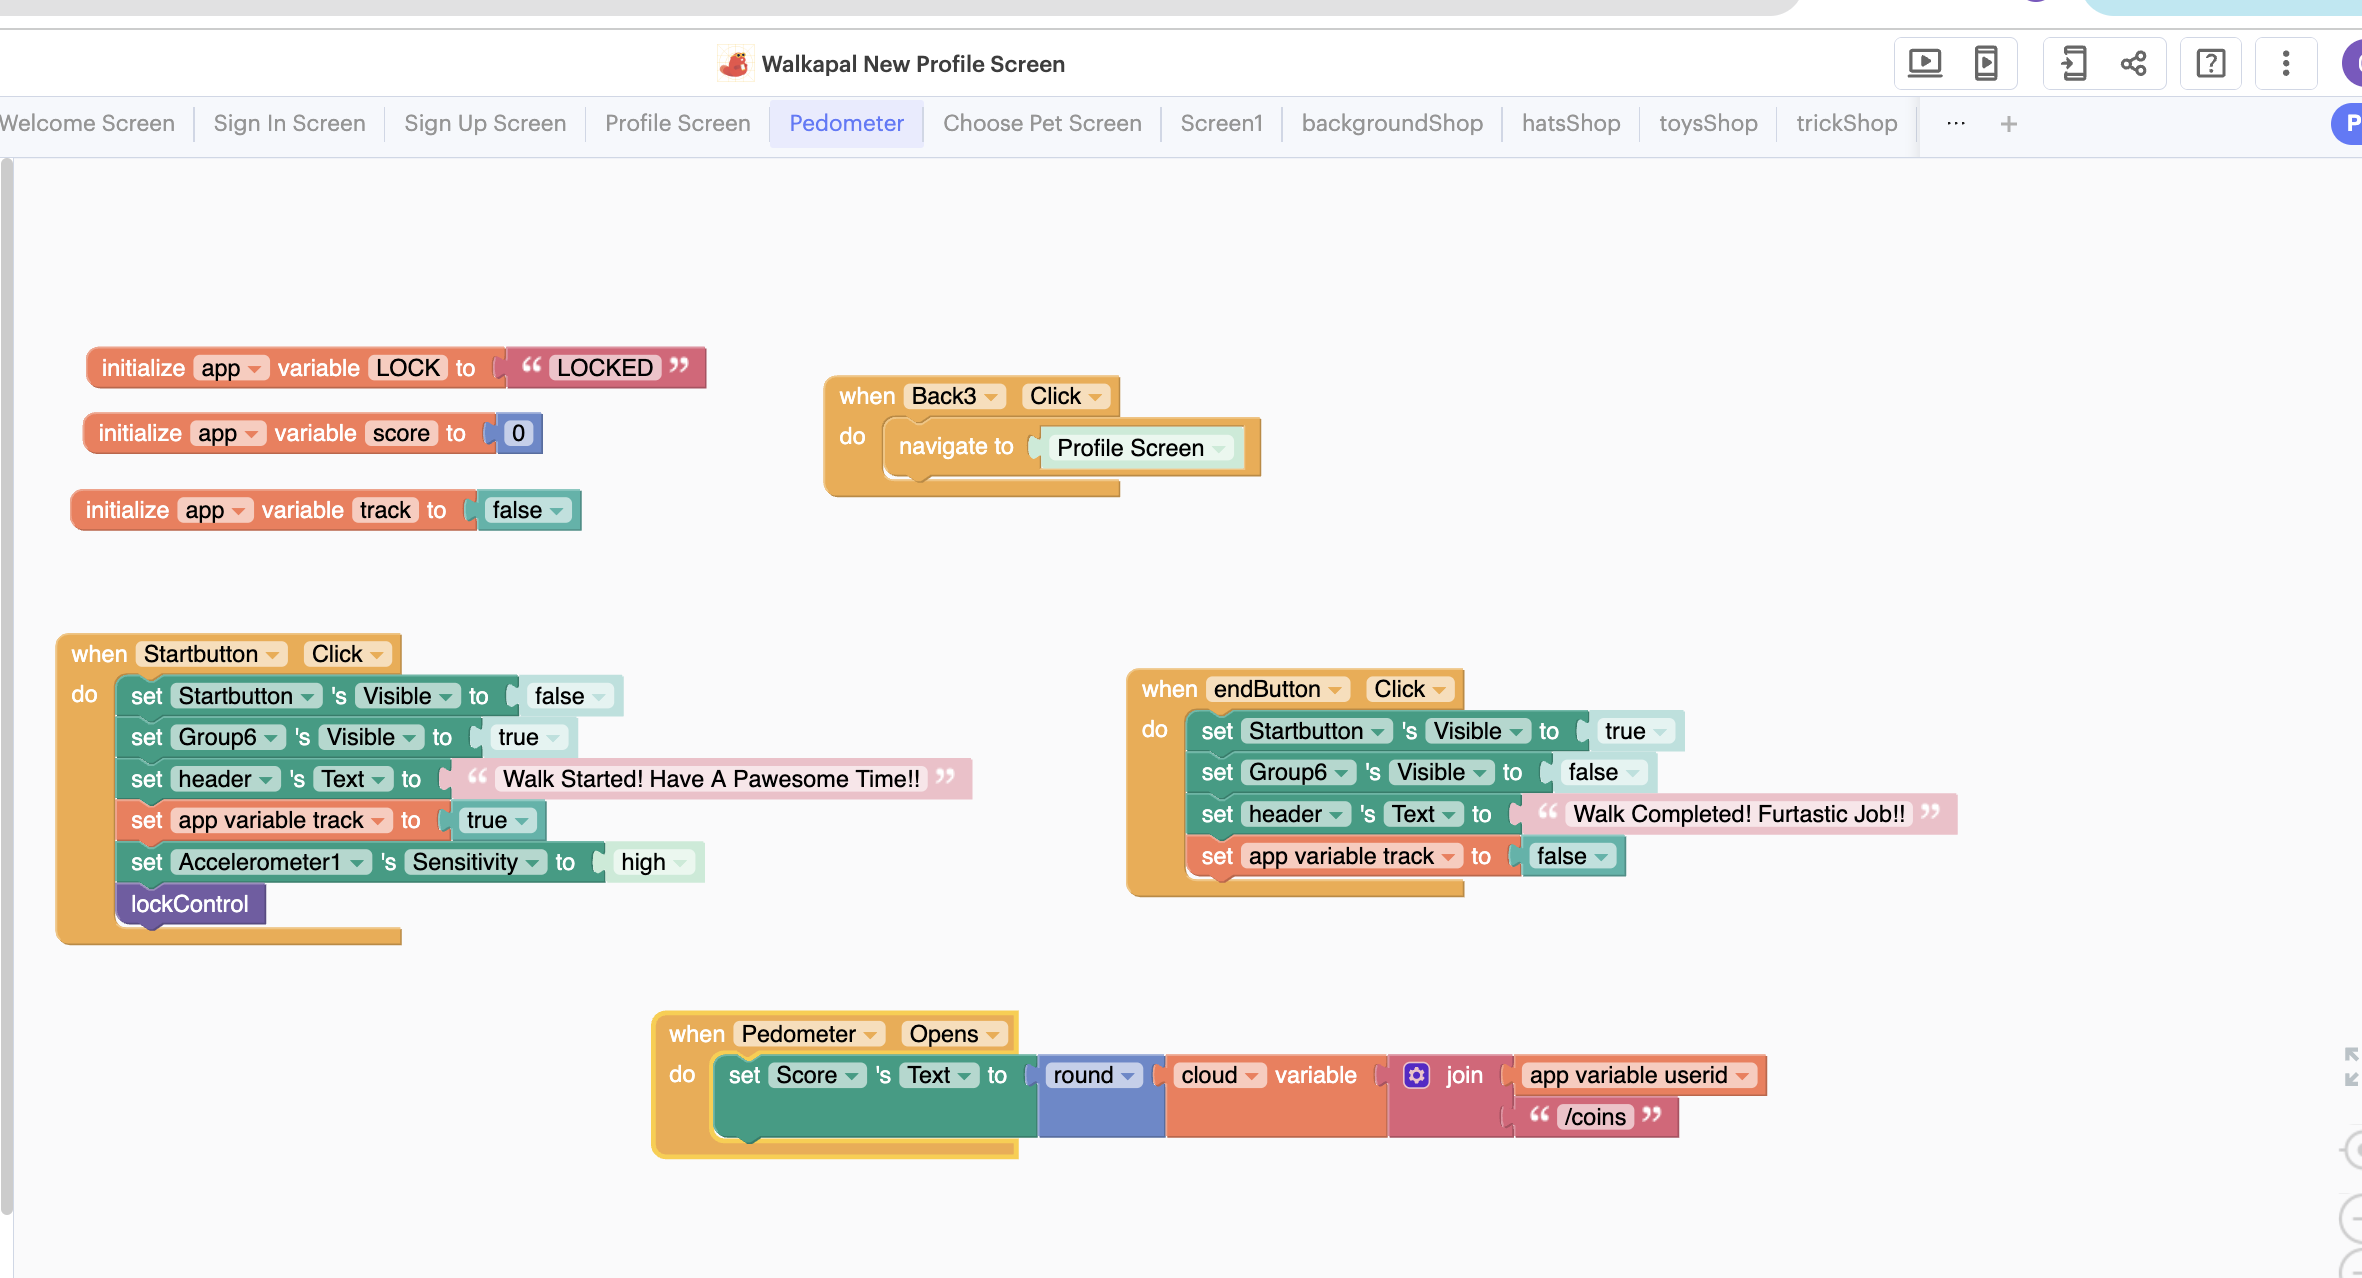 Walkapal New Profile Screen
Welcome Screen Sign In Screen Sign Up Screen Profile Screen Pedometer Choose Pet Screen Screen1 backgroundShop hatsShop toysShop trickShop ... +
initialize app variable LOCK to “ LOCKED ”
initialize app variable score to 0
initialize app variable track to false
when Back3 Click
do navigate to Profile Screen
when Startbutton Click
do set Startbutton 's Visible to false
set Group6 's Visible to true
set header 's Text to “ Walk Started! Have A Pawesome Time!! ”
set app variable track to true
set Accelerometer1 's Sensitivity to high
lockControl
when endButton Click
do set Startbutton 's Visible to true
set Group6 's Visible to false
set header 's Text to “ Walk Completed! Furtastic Job!! ”
set app variable track to false
when Pedometer Opens
do set Score 's Text to round cloud variable join app variable userid
“ /coins ”